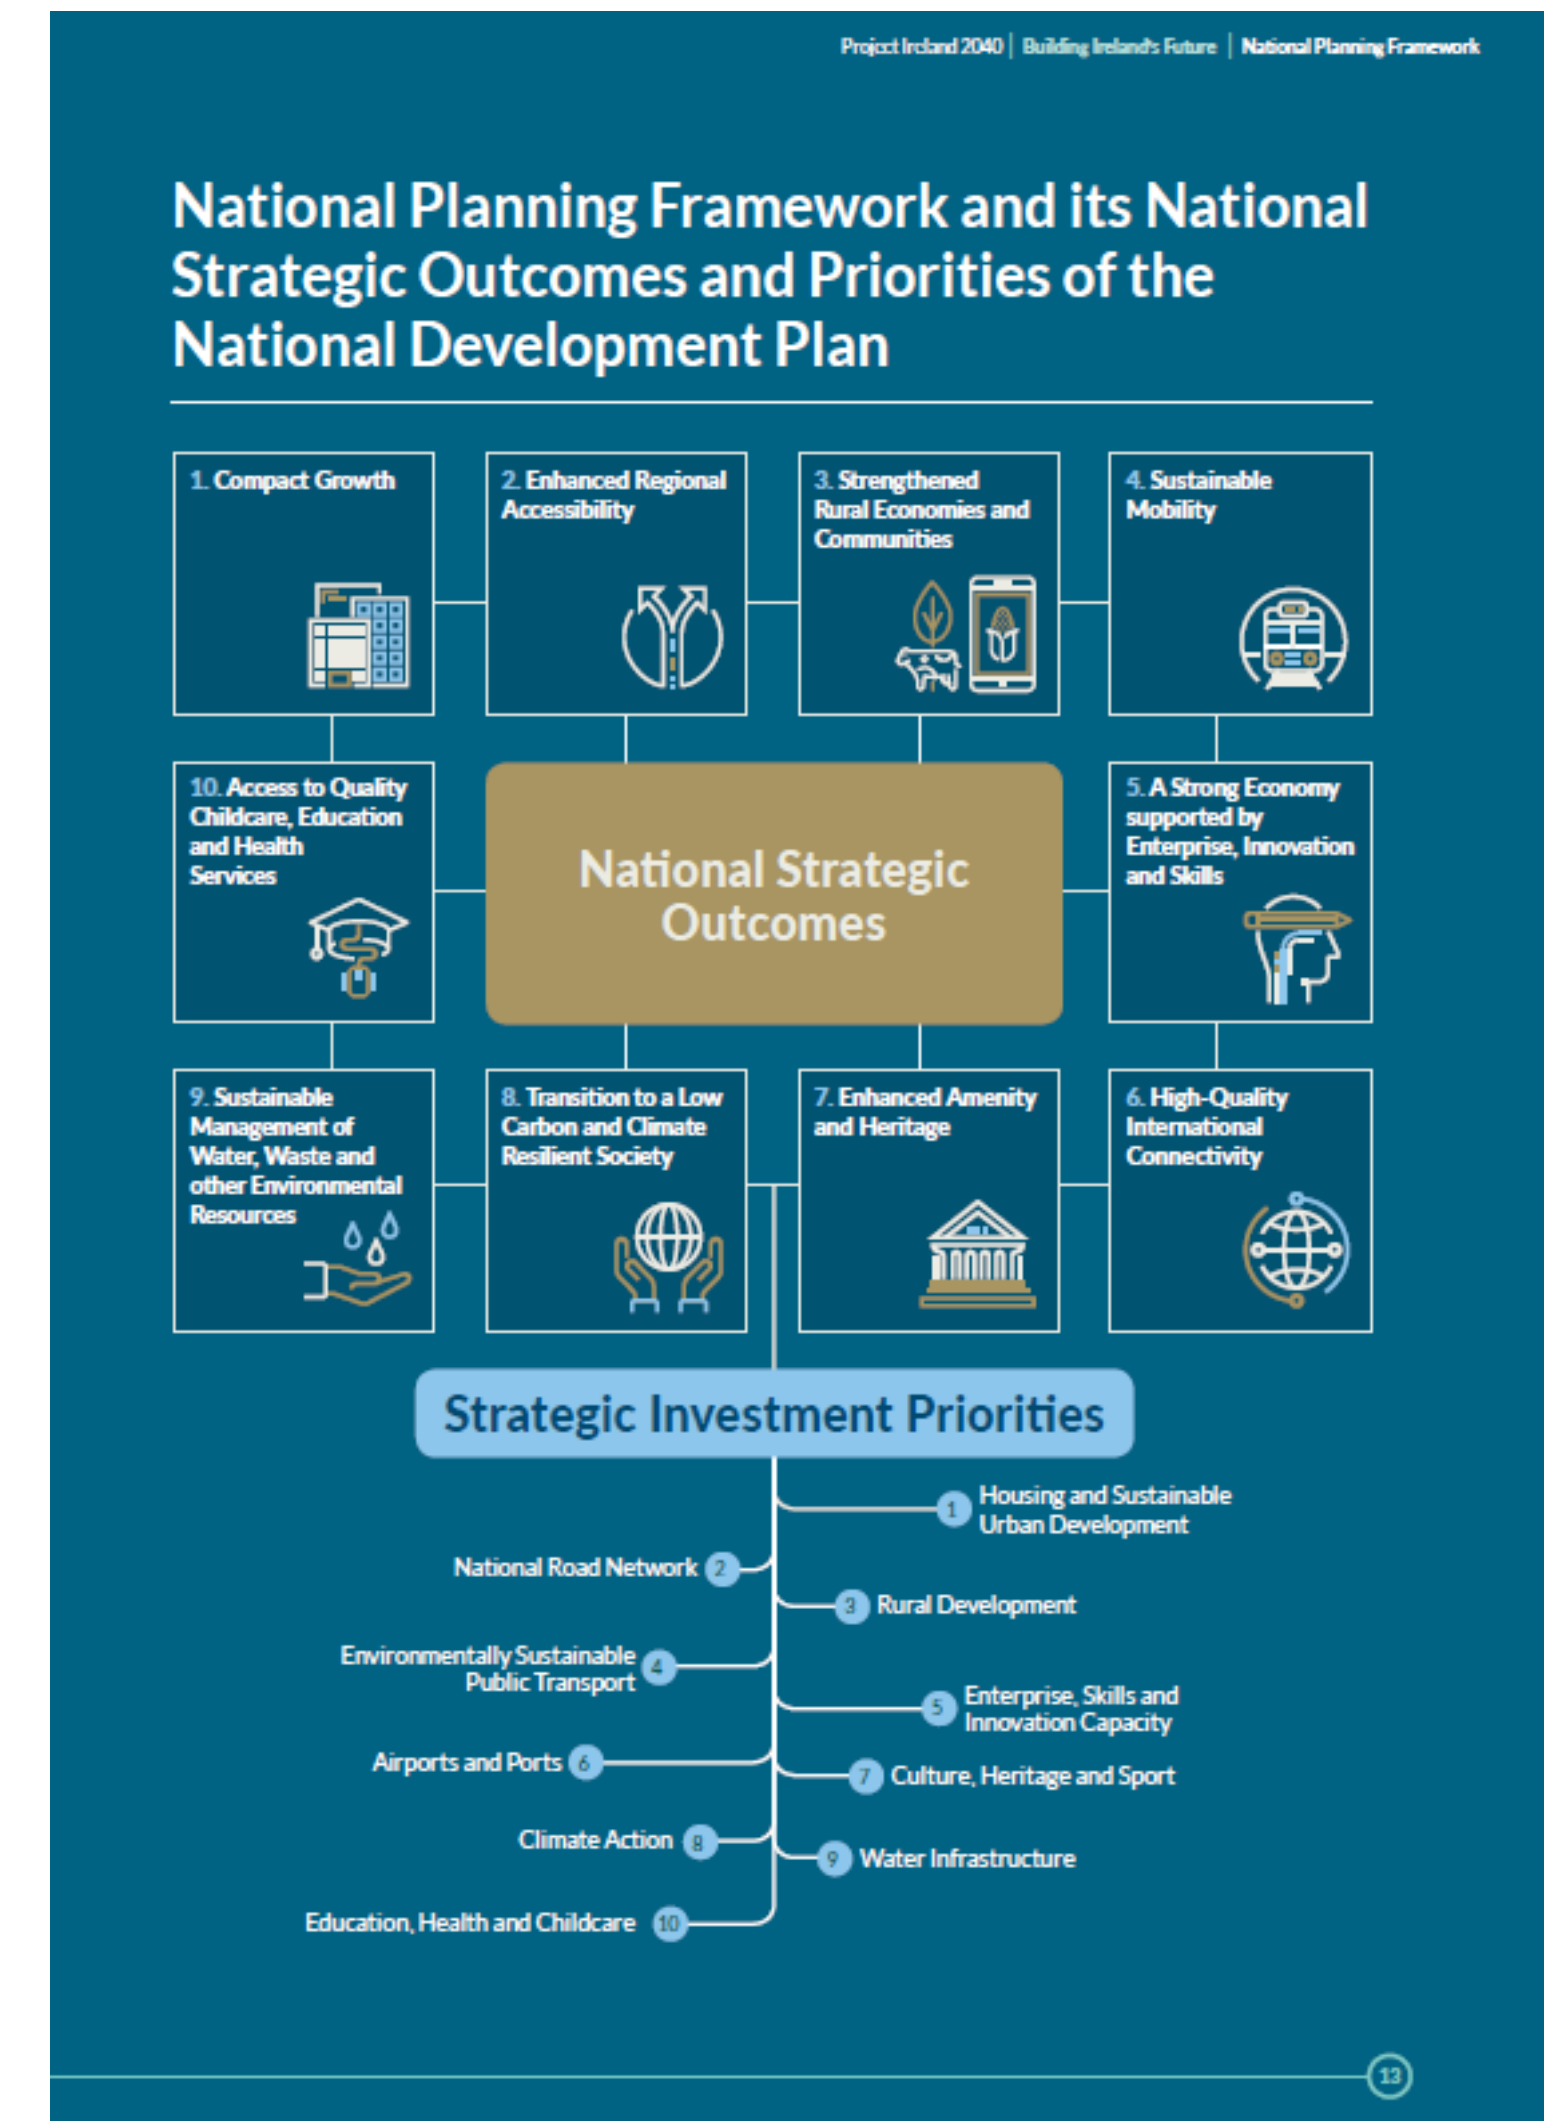 Project Ireland 2040 | Building Ireland's Future | National Planning Framework
National Planning Framework and its National
Strategic Outcomes and Priorities of the
National Development Plan
1. Compact Growth
2. Enhanced Regional
Accessibility
3. Strengthened
Rural Economies and
Communities
4. Sustainable
Mobility
10. Access to Quality
Childcare, Education
and Health
Services
National Strategic
Outcomes
5. A Strong Economy
supported by
Enterprise, Innovation
and Skills
9. Sustainable
Management of
Water, Waste and
other Environmental
Resources
8. Transition to a Low
Carbon and Climate
Resilient Society
7. Enhanced Amenity
and Heritage
6. High-Quality
International
Connectivity
Strategic Investment Priorities
1 Housing and Sustainable
Urban Development
National Road Network 2
3 Rural Development
Environmentally Sustainable
Public Transport 4
5 Enterprise, Skills and
Innovation Capacity
Airports and Ports 6
7 Culture, Heritage and Sport
Climate Action 8
9 Water Infrastructure
Education, Health and Childcare 10
13